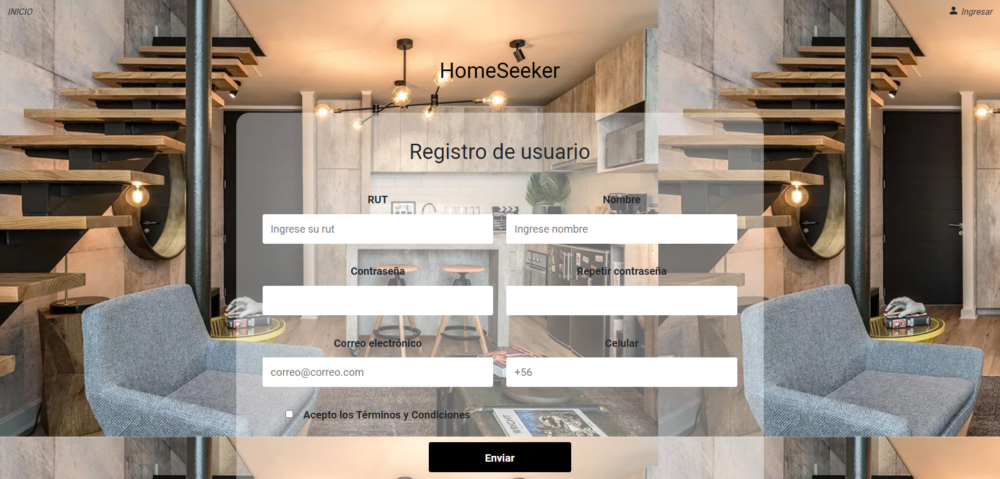 INICIO
Ingresar
HomeSeeker
Registro de usuario
RUT
Nombre
Ingrese su rut
Ingrese nombre
Contraseña
Repetir contraseña
Correo electrónico
Celular
correo@correo.com
+56
Acepto los Términos y Condiciones
WRIGHT
Enviar